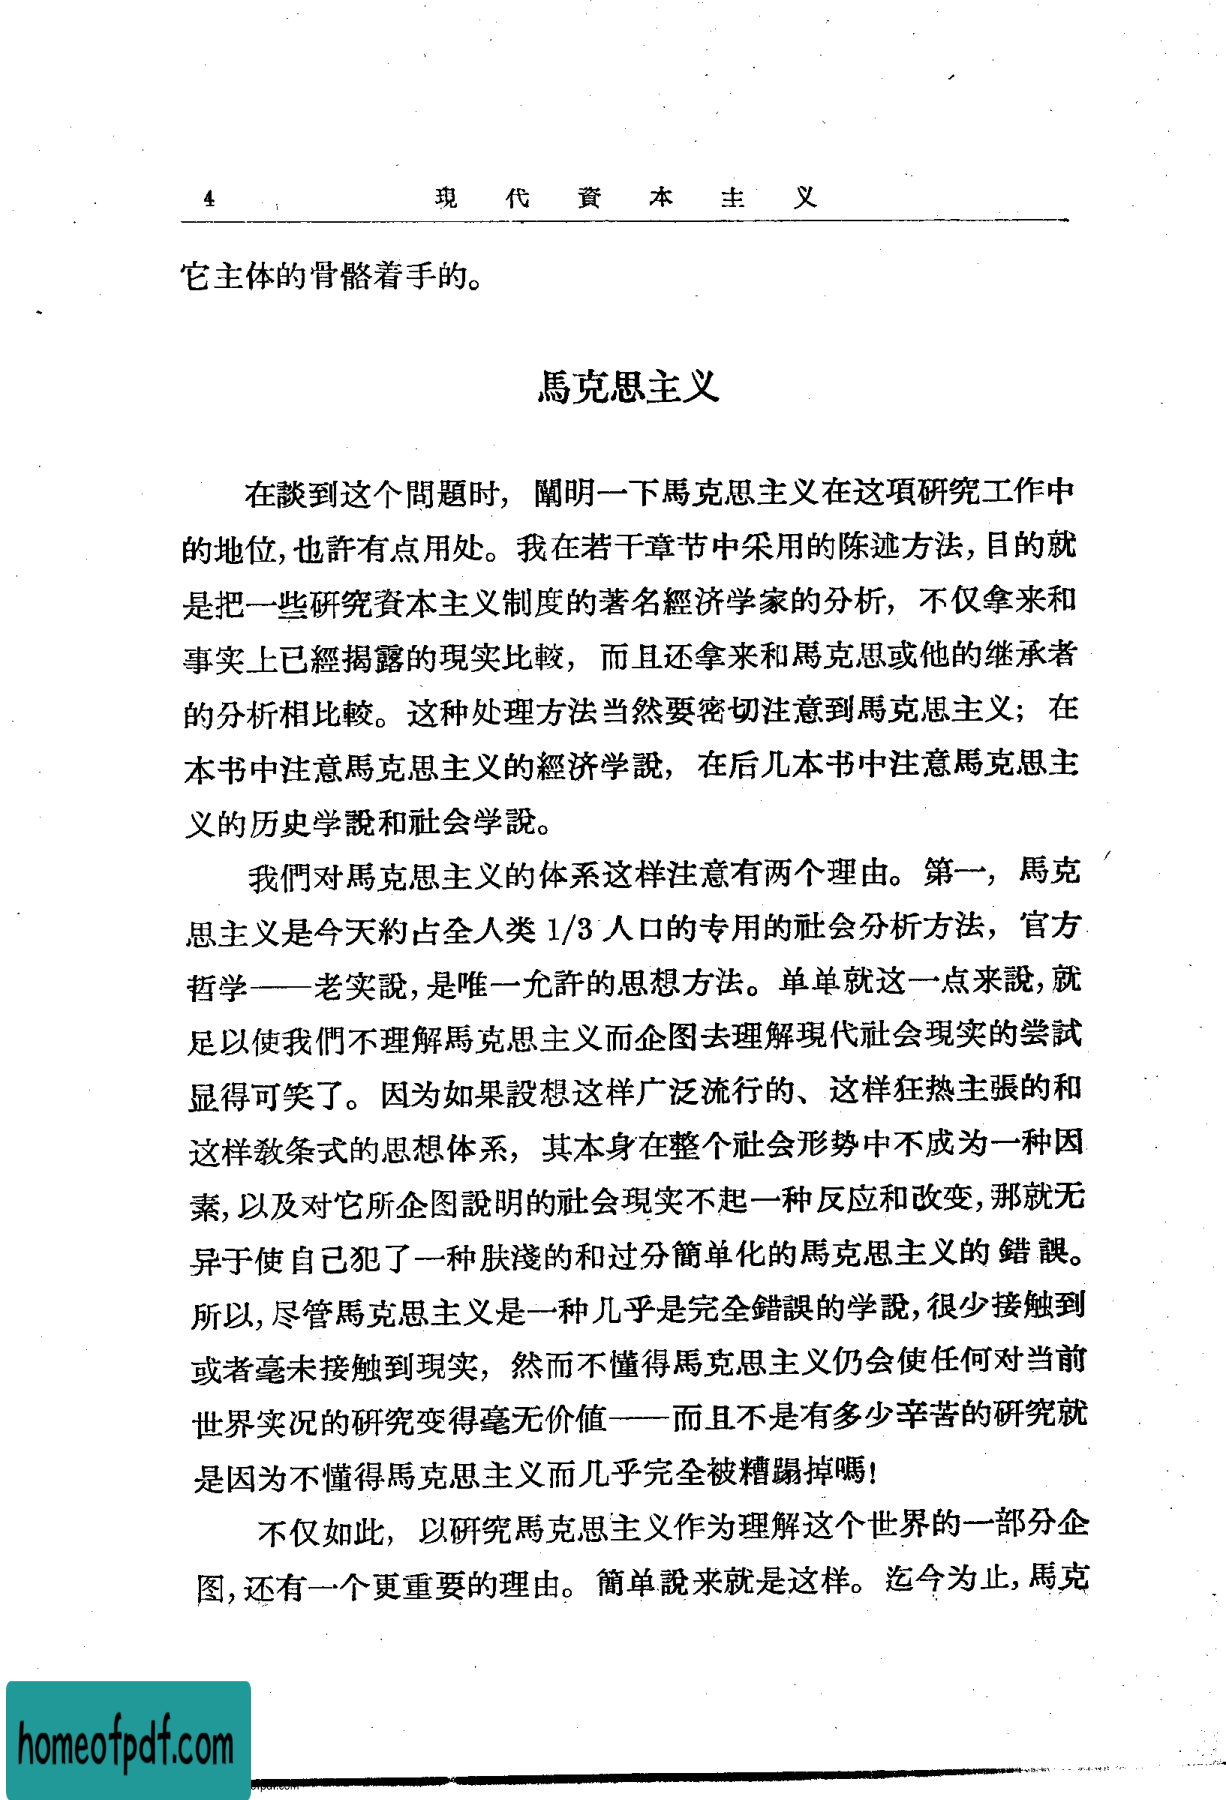 4 現代資本主义
它主体的骨骼着手的。
馬克思主义
在談到这个問題时，闡明一下馬克思主义在这項研究工作中
的地位，也許有点用处。我在若干章节中采用的陈述方法，目的就
是把一些研究資本主义制度的著名經济学家的分析，不仅拿来和
事实上已經揭露的現实比較，而且还拿来和馬克思或他的继承者
的分析相比較。这种处理方法当然要密切注意到馬克思主义；在
本书中注意馬克思主义的經济学說，在后几本书中注意馬克思主
义的历史学說和社会学說。
我們对馬克思主义的体系这样注意有两个理由。第一，馬克
思主义是今天約占全人类 1/3 人口的专用的社会分析方法，官方
哲学——老实說，是唯一允許的思想方法。单单就这一点来說，就
足以使我們不理解馬克思主义而企图去理解現代社会現实的尝試
显得可笑了。因为如果設想这样广泛流行的、这样狂热主張的和
这样教条式的思想体系，其本身在整个社会形势中不成为一种因
素，以及对它所企图說明的社会現实不起一种反应和改变，那就无
异于使自己犯了一种肤淺的和过分簡单化的馬克思主义的錯誤。
所以，尽管馬克思主义是一种几乎是完全錯誤的学說，很少接触到
或者毫未接触到現实，然而不懂得馬克思主义仍会使任何对当前
世界实况的研究变得毫无价値——而且不是有多少辛苦的研究就
是因为不懂得馬克思主义而几乎完全被糟蹋掉嗎！
不仅如此，以研究馬克思主义作为理解这个世界的一部分企
图，还有一个更重要的理由。簡单說来就是这样。迄今为止，馬克
homeofpdf.com